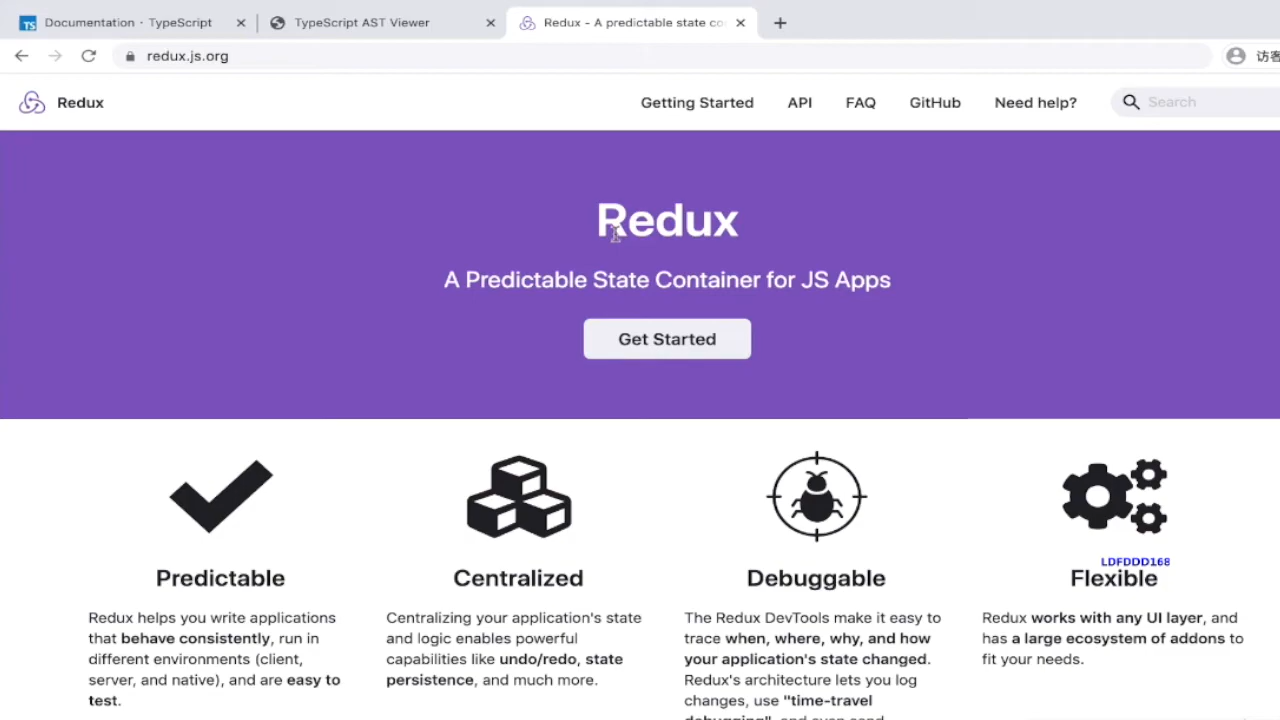 Documentation · TypeScript
TypeScript AST Viewer
Redux - A predictable state co
redux.js.org
访客
Redux
Getting Started
API
FAQ
GitHub
Need help?
Search
Redux
A Predictable State Container for JS Apps
Get Started
LDFDDD168
Predictable
Centralized
Debuggable
Flexible
Redux helps you write applications
that behave consistently, run in
different environments (client,
server, and native), and are easy to
test.
Centralizing your application's state
and logic enables powerful
capabilities like undo/redo, state
persistence, and much more.
The Redux DevTools make it easy to
trace when, where, why, and how
your application's state changed.
Redux's architecture lets you log
changes, use "time-travel
debugging", and even send
Redux works with any UI layer, and
has a large ecosystem of addons to
fit your needs.